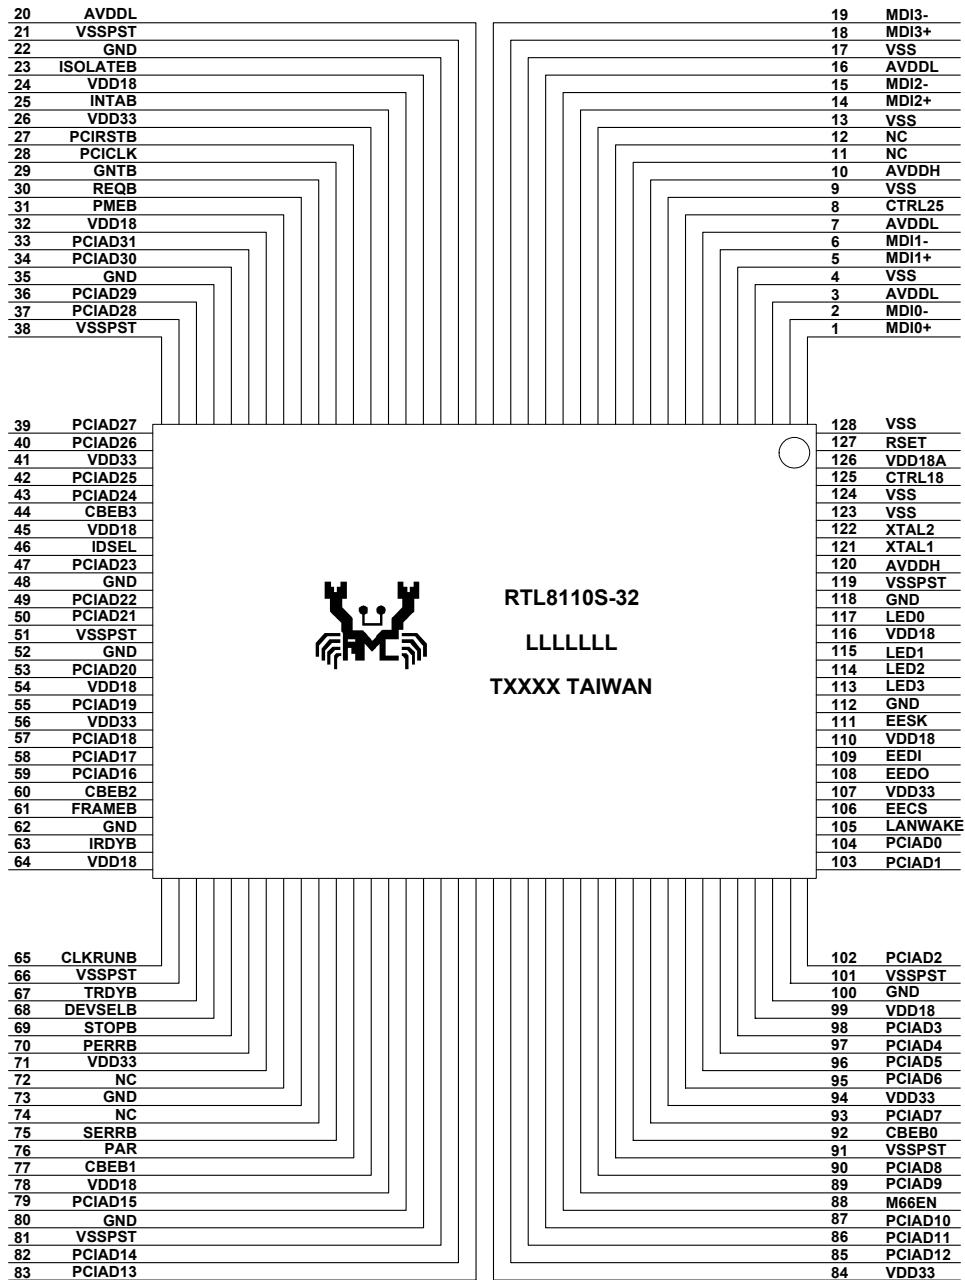 20 AVDDL
21 VSSPST
22 GND
23 ISOLATEB
24 VDD18
25 INTAB
26 VDD33
27 PCIRSTB
28 PCICLK
29 GNTB
30 REQB
31 PMEB
32 VDD18
33 PCIAD31
34 PCIAD30
35 GND
36 PCIAD29
37 PCIAD28
38 VSSPST
19 MDI3-
18 MDI3+
17 VSS
16 AVDDL
15 MDI2-
14 MDI2+
13 VSS
12 NC
11 NC
10 AVDDH
9 VSS
8 CTRL25
7 AVDDL
6 MDI1-
5 MDI1+
4 VSS
3 AVDDL
2 MDI0-
1 MDI0+
39 PCIAD27
40 PCIAD26
41 VDD33
42 PCIAD25
43 PCIAD24
44 CBEB3
45 VDD18
46 IDSEL
47 PCIAD23
48 GND
49 PCIAD22
50 PCIAD21
51 VSSPST
52 GND
53 PCIAD20
54 VDD18
55 PCIAD19
56 VDD33
57 PCIAD18
58 PCIAD17
59 PCIAD16
60 CBEB2
61 FRAMEB
62 GND
63 IRDYB
64 VDD18
RTL8110S-32
LLLLLLL
TXXXX TAIWAN
128 VSS
127 RSET
126 VDD18A
125 CTRL18
124 VSS
123 VSS
122 XTAL2
121 XTAL1
120 AVDDH
119 VSSPST
118 GND
117 LED0
116 VDD18
115 LED1
114 LED2
113 LED3
112 GND
111 EESK
110 VDD18
109 EEDI
108 EEDO
107 VDD33
106 EECS
105 LANWAKE
104 PCIAD0
103 PCIAD1
65 CLKRUNB
66 VSSPST
67 TRDYB
68 DEVSELB
69 STOPB
70 PERRB
71 VDD33
72 NC
73 GND
74 NC
75 SERRB
76 PAR
77 CBEB1
78 VDD18
79 PCIAD15
80 GND
81 VSSPST
82 PCIAD14
83 PCIAD13
102 PCIAD2
101 VSSPST
100 GND
99 VDD18
98 PCIAD3
97 PCIAD4
96 PCIAD5
95 PCIAD6
94 VDD33
93 PCIAD7
92 CBEB0
91 VSSPST
90 PCIAD8
89 PCIAD9
88 M66EN
87 PCIAD10
86 PCIAD11
85 PCIAD12
84 VDD33